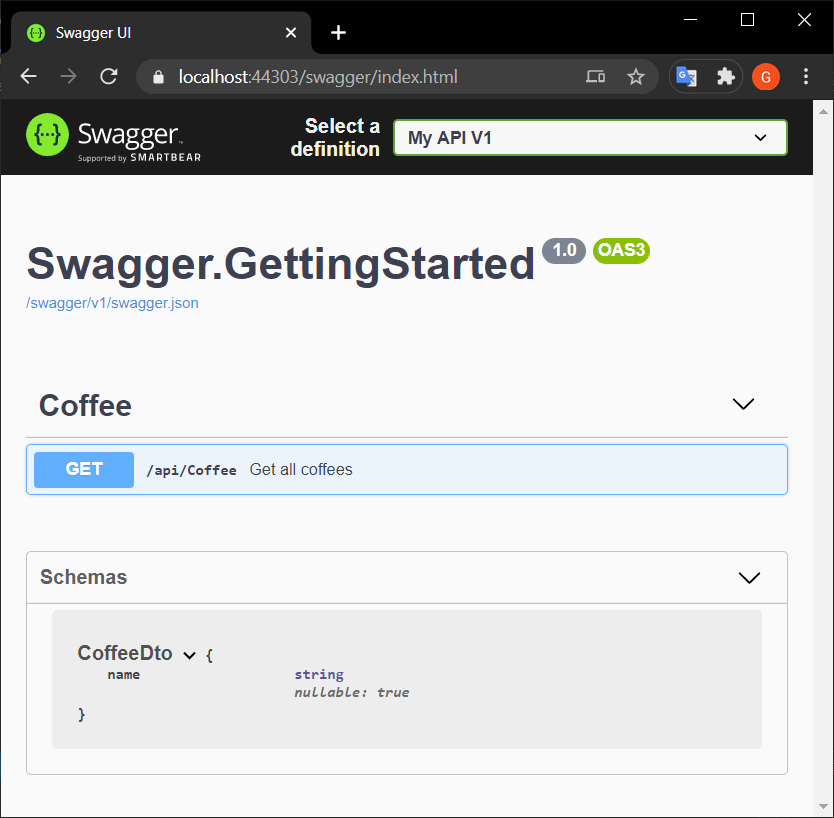 Swagger UI
localhost:44303/swagger/index.html
G
Swagger
Supported by SMARTBEAR
Select a
definition
My API V1
Swagger.GettingStarted 1.0 OAS3
/swagger/v1/swagger.json
Coffee
GET /api/Coffee Get all coffees
Schemas
CoffeeDto {
name string
nullable: true
}